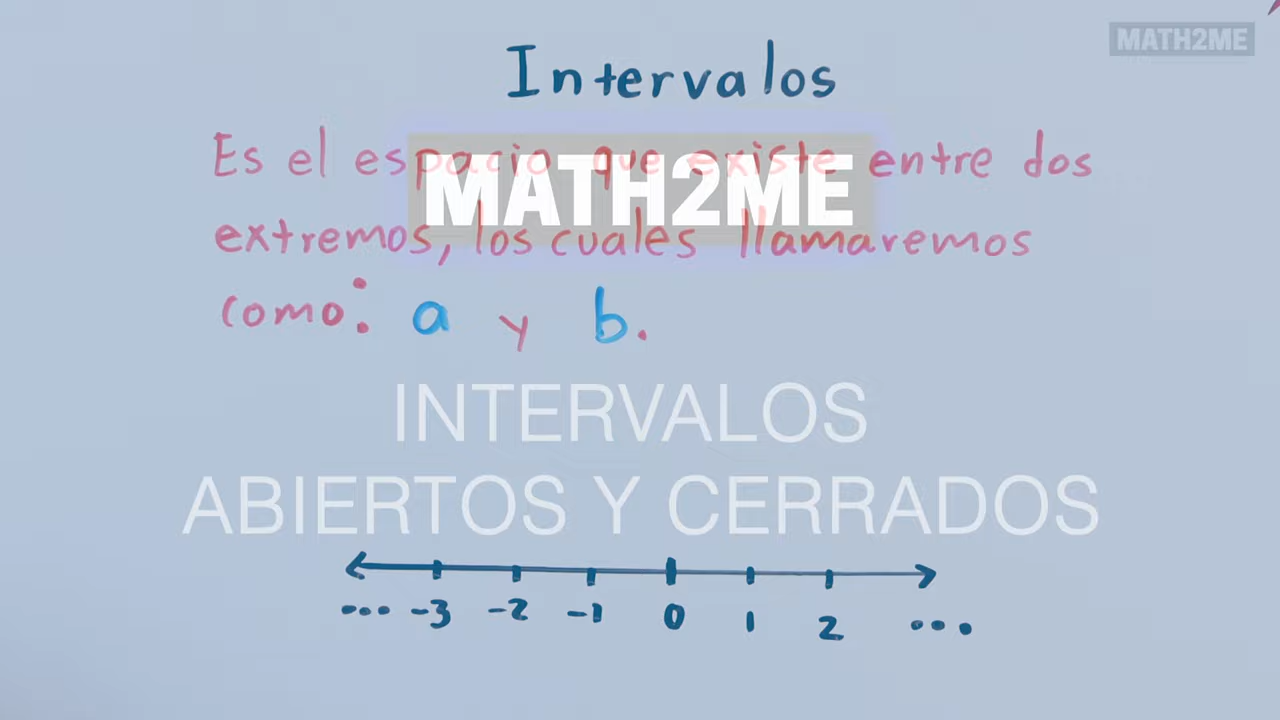 MATH2ME
Intervalos
Es el espacio que existe entre dos
MATH2ME
extremos, los cuales llamaremos
como: a y b.
INTERVALOS
ABIERTOS Y CERRADOS
... -3 -2 -1 0 1 2 ...